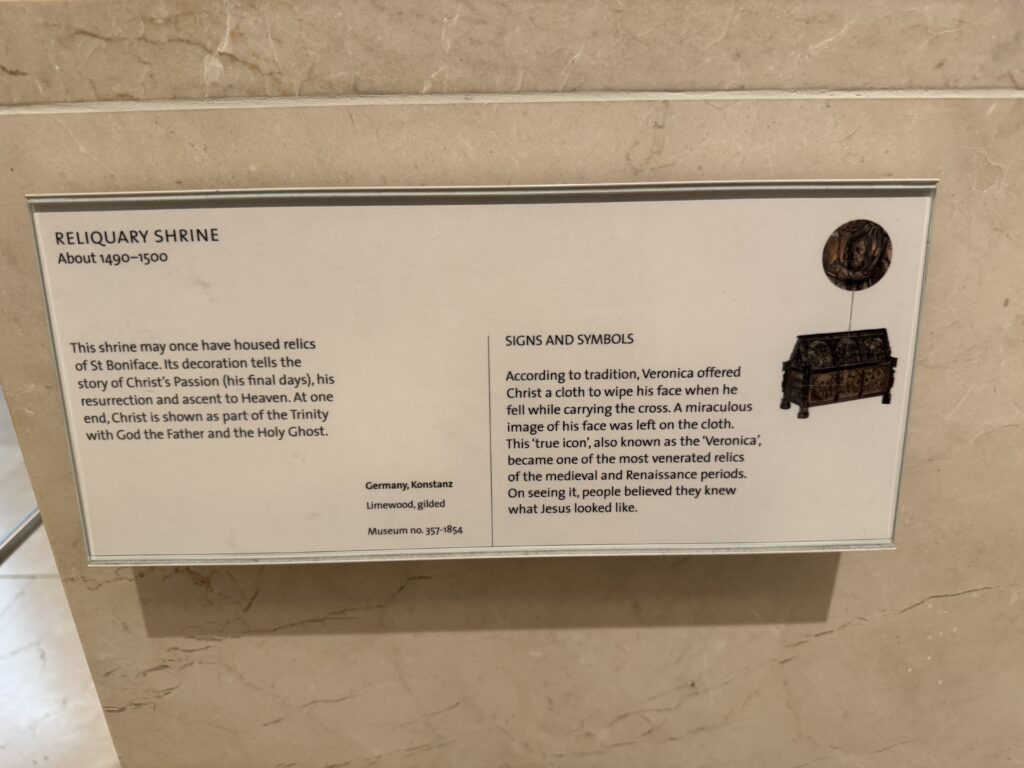 RELIQUARY SHRINE
About 1490–1500
This shrine may once have housed relics
of St Boniface. Its decoration tells the
story of Christ's Passion (his final days), his
resurrection and ascent to Heaven. At one
end, Christ is shown as part of the Trinity
with God the Father and the Holy Ghost.
Germany, Konstanz
Limewood, gilded
Museum no. 357-1854
SIGNS AND SYMBOLS
According to tradition, Veronica offered
Christ a cloth to wipe his face when he
fell while carrying the cross. A miraculous
image of his face was left on the cloth.
This ‘true icon’, also known as the ‘Veronica’,
became one of the most venerated relics
of the medieval and Renaissance periods.
On seeing it, people believed they knew
what Jesus looked like.